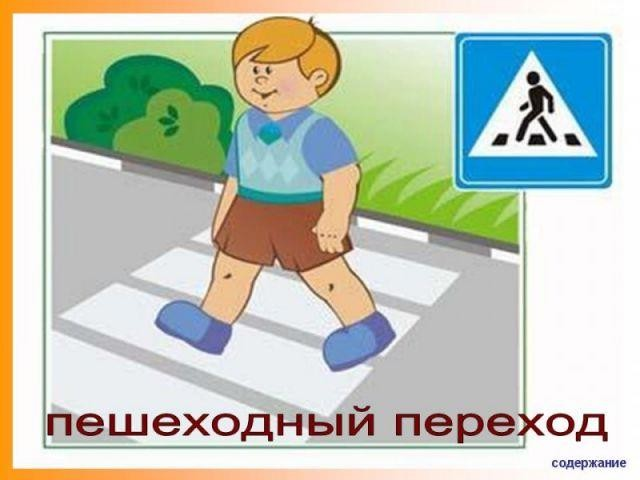 пешеходный переход
содержание